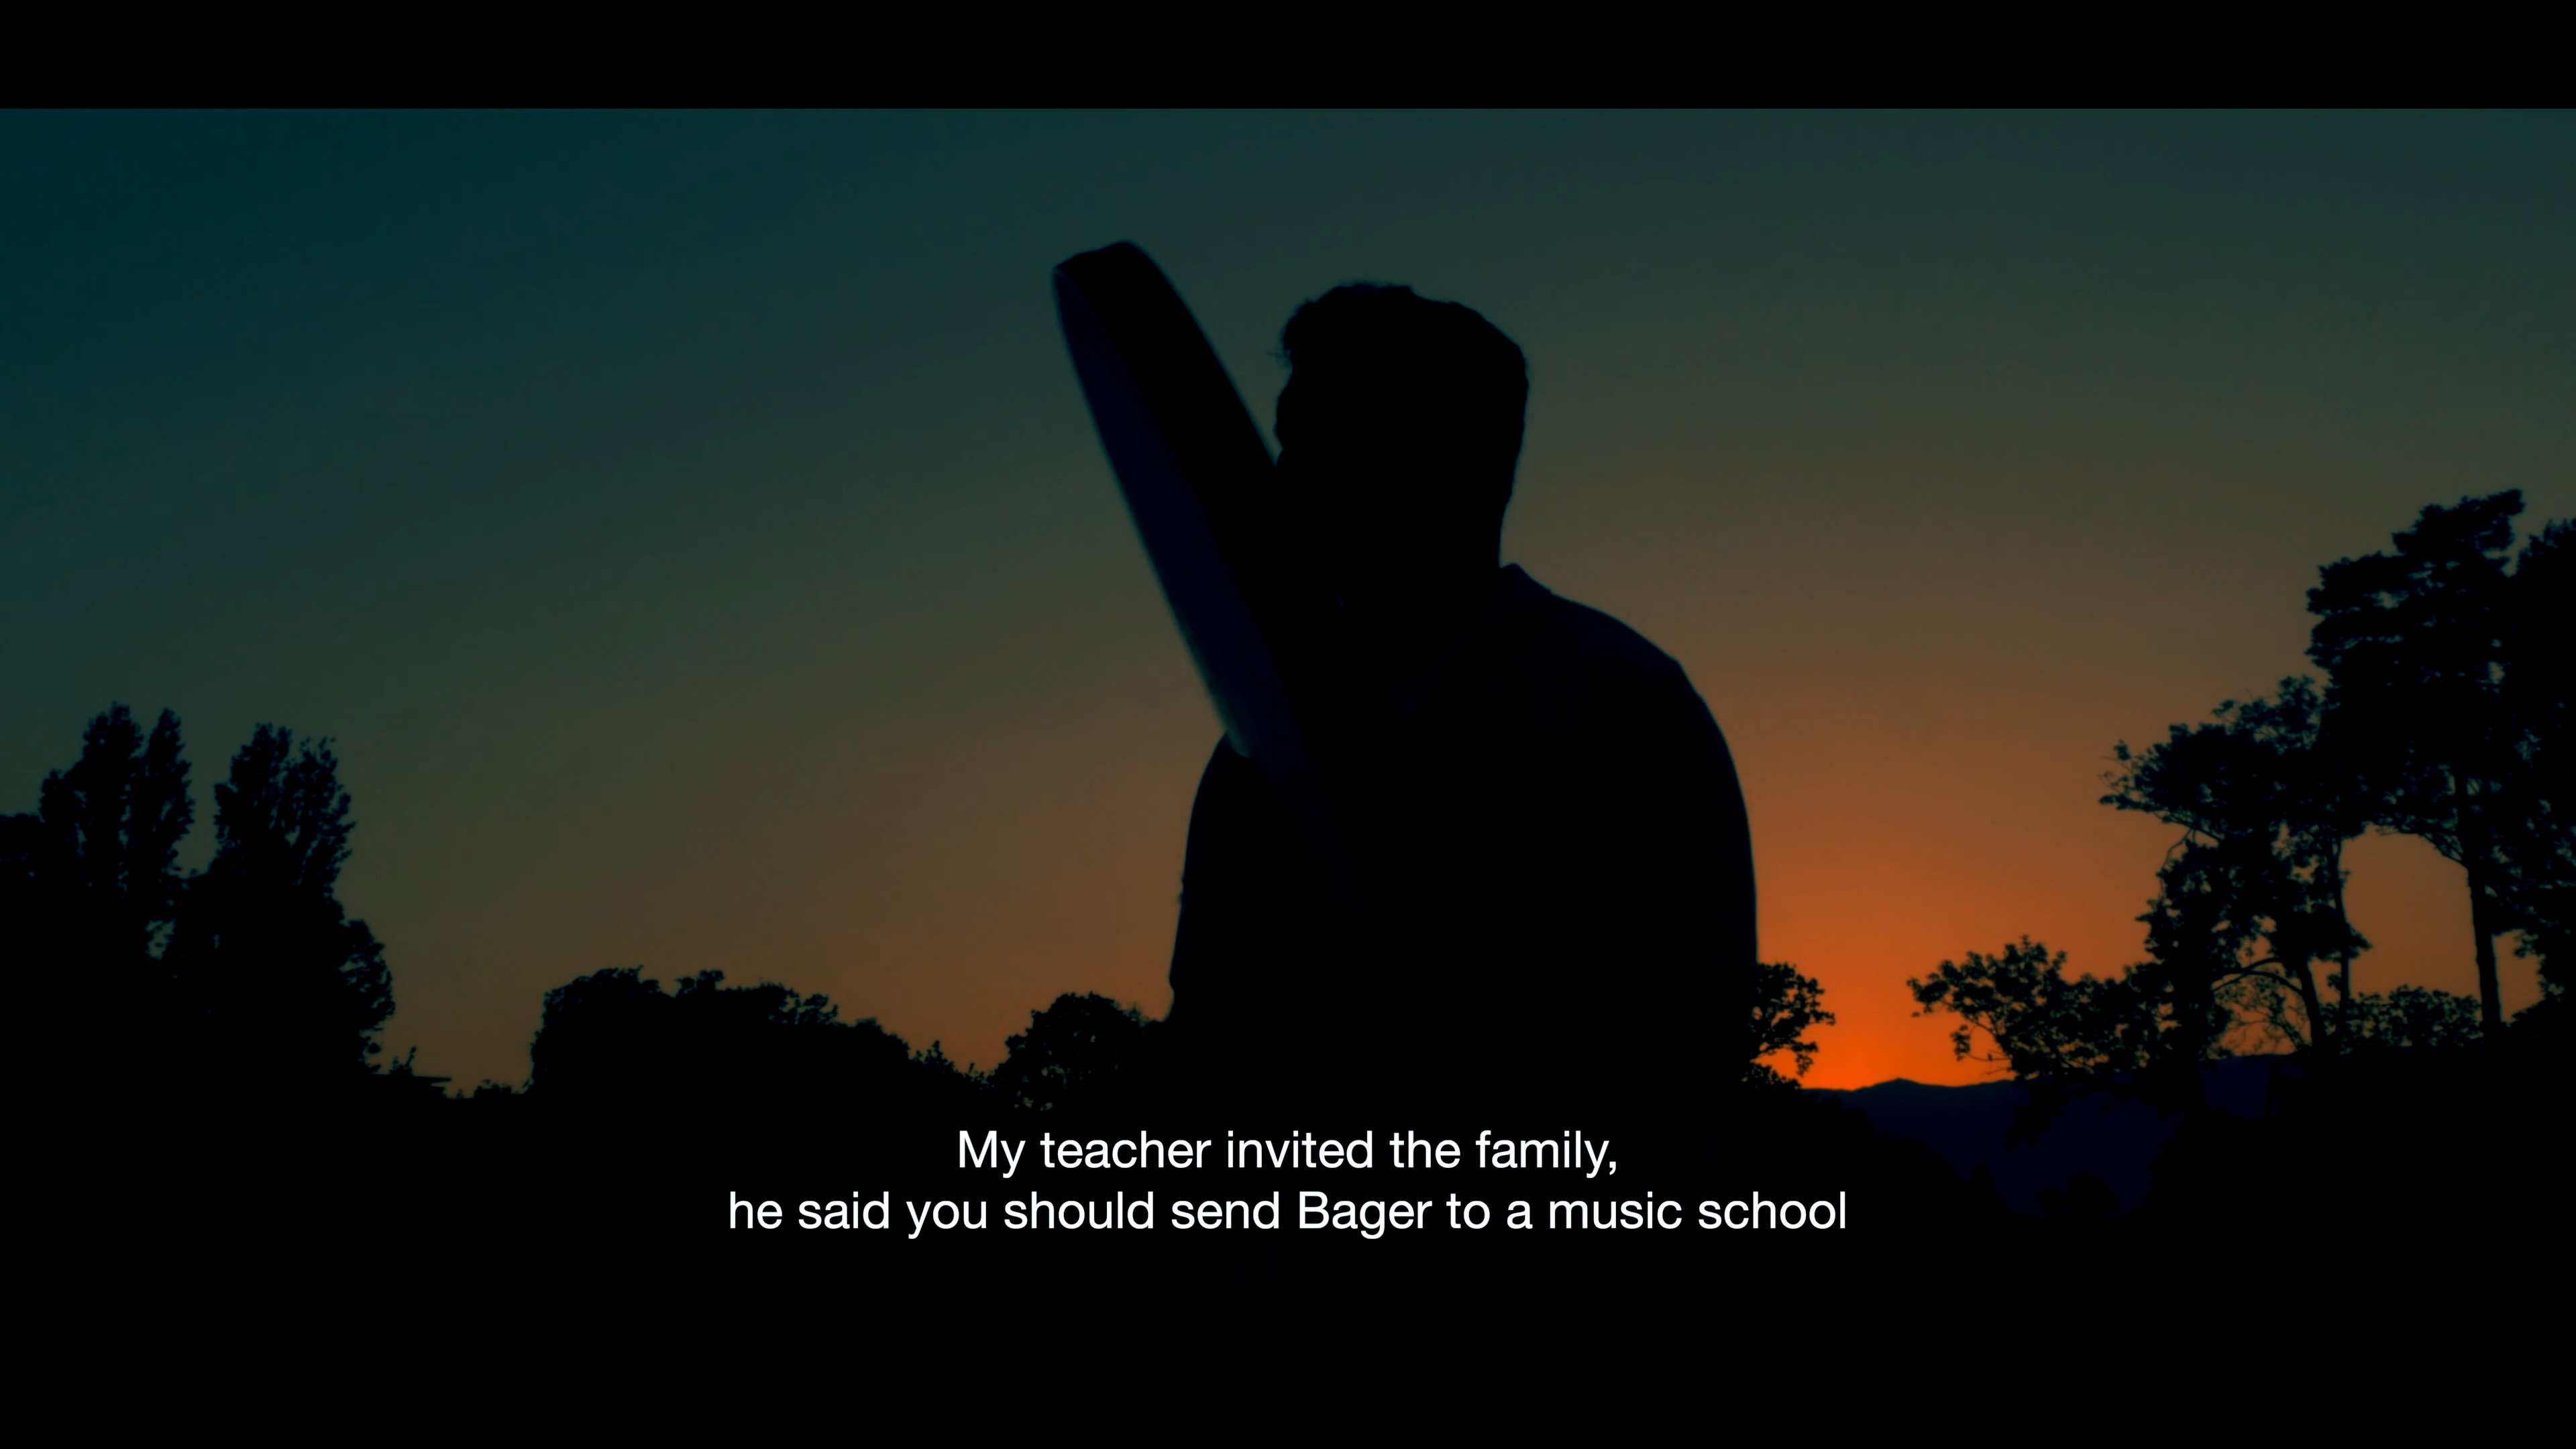 My teacher invited the family,
he said you should send Bager to a music school